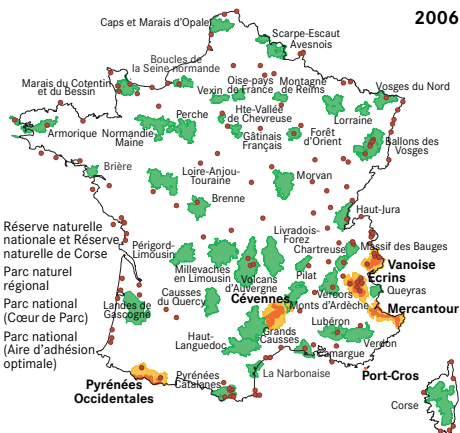 2006
Caps et Marais d'Opale
Scarpe-Escaut
Avesnois
Boucles de
la Seine normande
Marais du Cotentin
et du Bessin
Oise-pays
de France
Montagne
de Reims
Vosges du Nord
Vexin
Perche
Hte-Vallée
de Chevreuse
Lorraine
Armorique
Normandie
Maine
Gâtinais
Français
Forêt
d'Orient
Ballons des
Vosges
Brière
Loire-Anjou-
Touraine
Morvan
Brenne
Haut-Jura
Réserve naturelle
nationale et Réserve
naturelle de Corse
Parc naturel
régional
Parc national
(Cœur de Parc)
Parc national
(Aire d'adhésion
optimale)
Périgord-
Limousin
Livradois-
Forez
Chartreuse
Massif des Bauges
Vanoise
Millevaches
en Limousin
Volcans
d'Auvergne
Pilat
Écrins
Vercors
Queyras
Causses
du Quercy
Cévennes
Monts d'Ardèche
Mercantour
Landes de
Gascogne
Haut-
Languedoc
Grands
Causses
Lubéron
Verdon
Camargue
Pyrénées
Occidentales
Pyrénées
Catalanes
La Narbonaise
Port-Cros
Corse